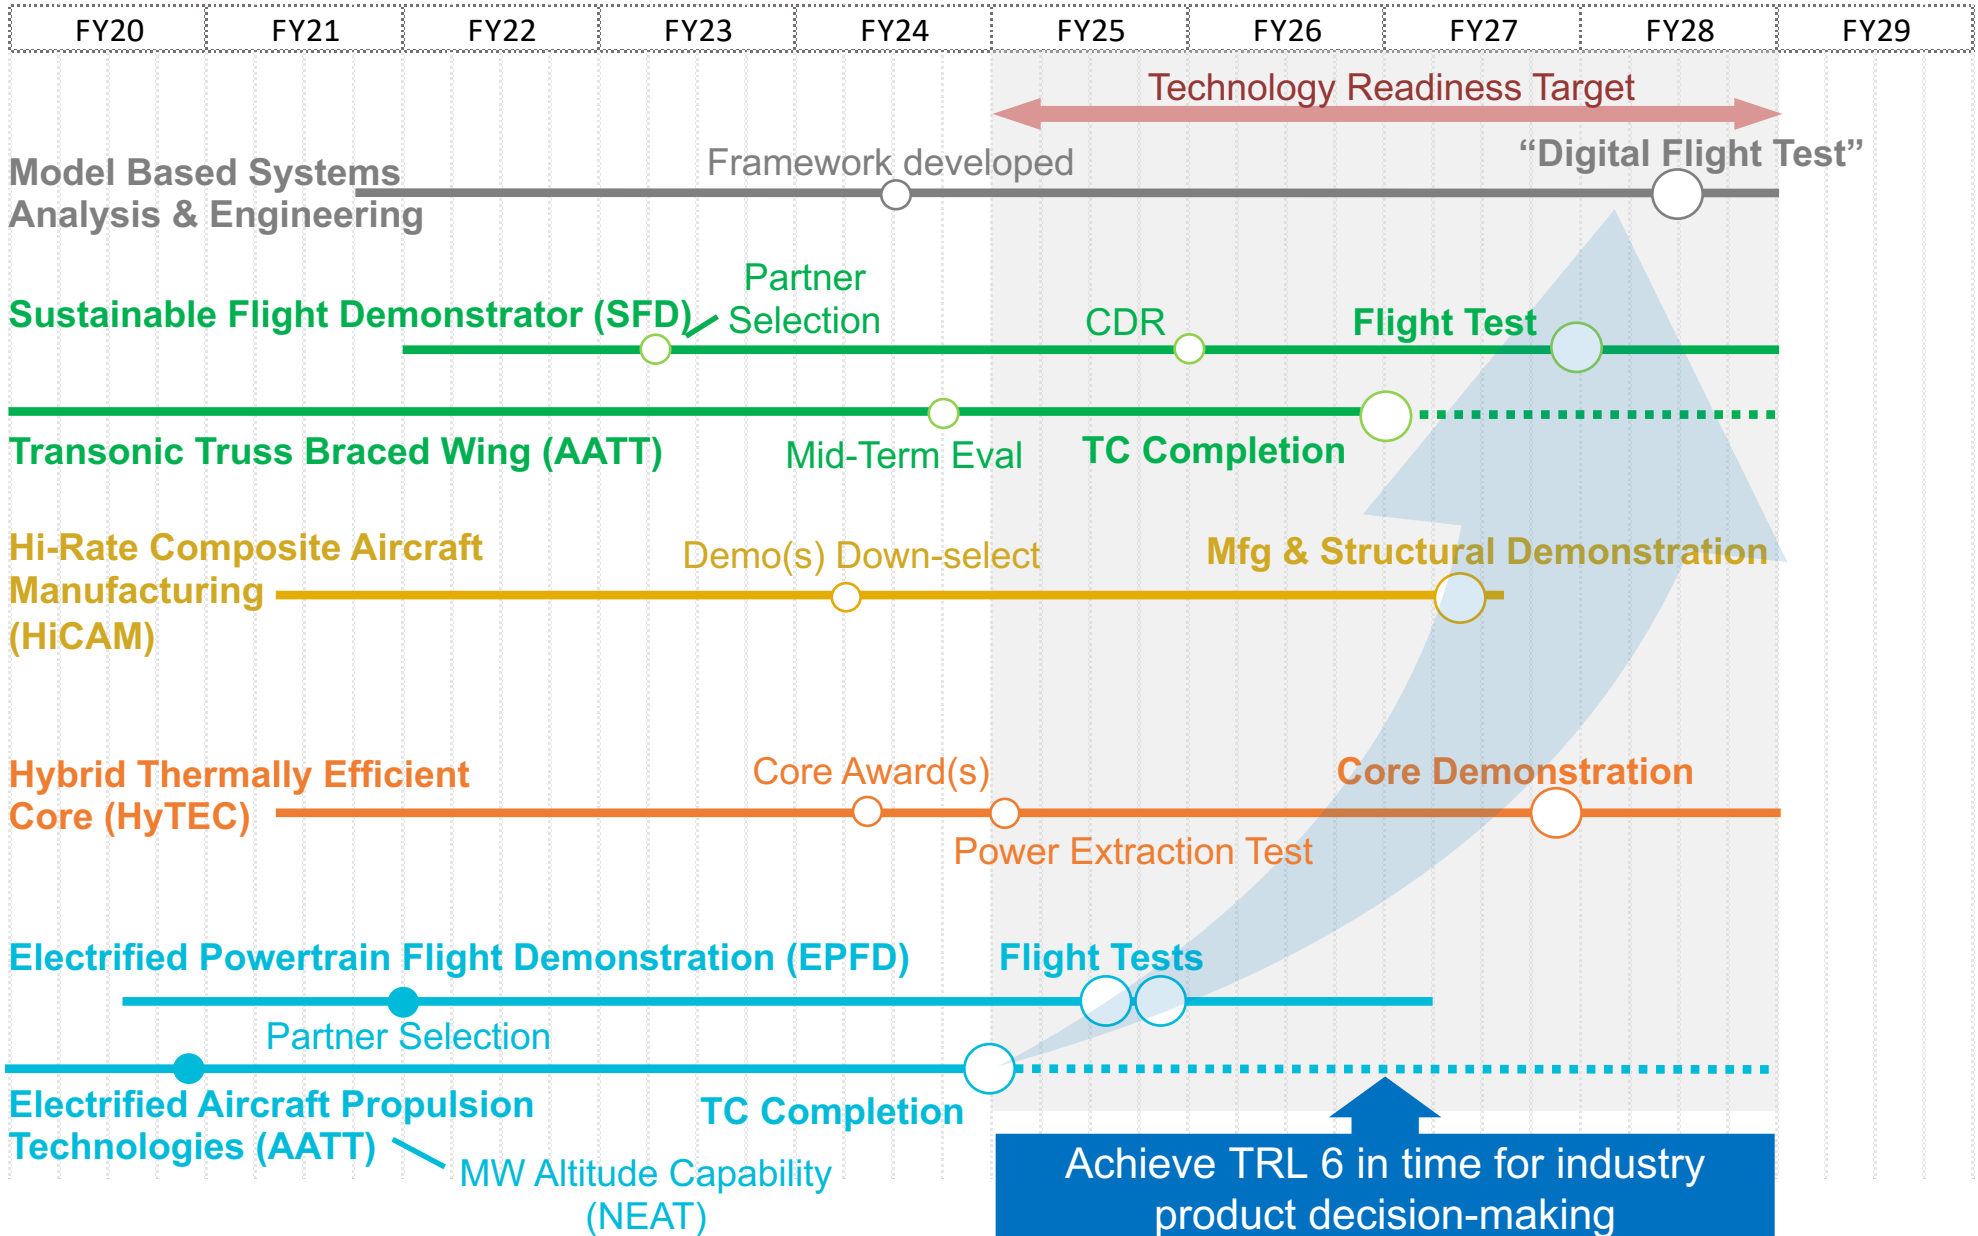 FY20 FY21 FY22 FY23 FY24 FY25 FY26 FY27 FY28 FY29
Technology Readiness Target
Model Based Systems
Analysis & Engineering
Framework developed
“Digital Flight Test”
Sustainable Flight Demonstrator (SFD)
Partner
Selection
CDR
Flight Test
Transonic Truss Braced Wing (AATT)
Mid-Term Eval
TC Completion
Hi-Rate Composite Aircraft
Manufacturing
(HiCAM)
Demo(s) Down-select
Mfg & Structural Demonstration
Hybrid Thermally Efficient
Core (HyTEC)
Core Award(s)
Power Extraction Test
Core Demonstration
Electrified Powertrain Flight Demonstration (EPFD)
Flight Tests
Partner Selection
Electrified Aircraft Propulsion
Technologies (AATT)
MW Altitude Capability
(NEAT)
TC Completion
Achieve TRL 6 in time for industry
product decision-making